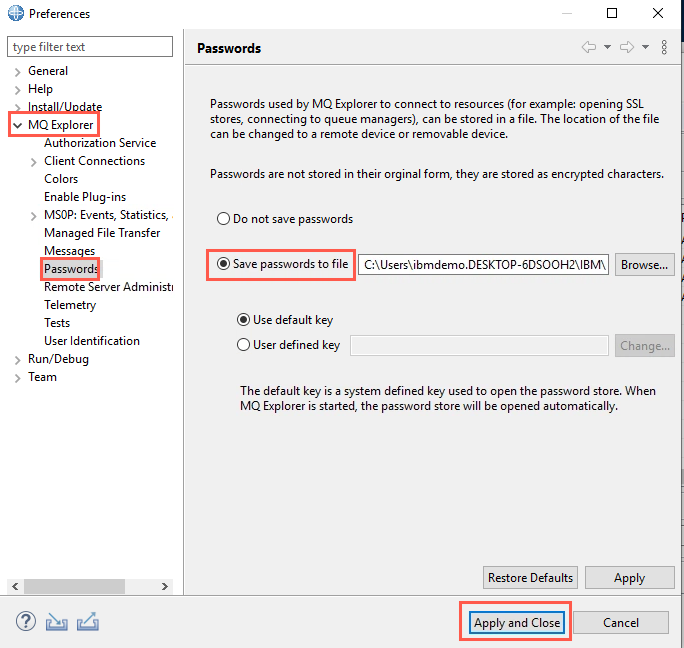 Preferences
type filter text
General
Help
Install/Update
MQ Explorer
Authorization Service
Client Connections
Colors
Enable Plug-ins
MS0P: Events, Statistics,
Managed File Transfer
Messages
Passwords
Remote Server Administr
Telemetry
Tests
User Identification
Run/Debug
Team
Passwords
Passwords used by MQ Explorer to connect to resources (for example: opening SSL
stores, connecting to queue managers), can be stored in a file. The location of the file
can be changed to a remote device or removable device.
Passwords are not stored in their orginal form, they are stored as encrypted characters.
Do not save passwords
Save passwords to file C:\Users\ibmdemo.DESKTOP-6DSOOH2\IBM\ Browse...
Use default key
User defined key Change...
The default key is a system defined key used to open the password store. When
MQ Explorer is started, the password store will be opened automatically.
Restore Defaults Apply
? Apply and Close Cancel